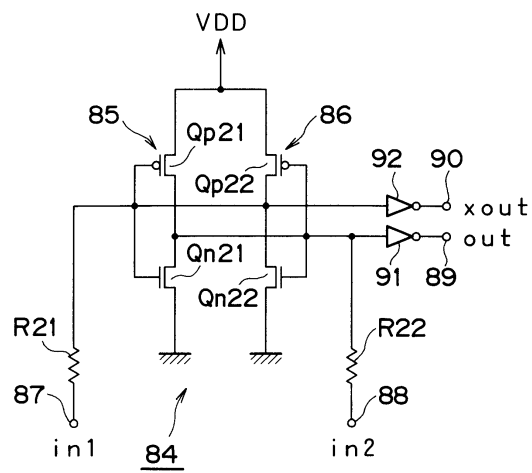 VDD
85
86
Qp21
Qp22
92
90
xout
out
Qn21
91
89
Qn22
R21
R22
87
88
in1
84
in2